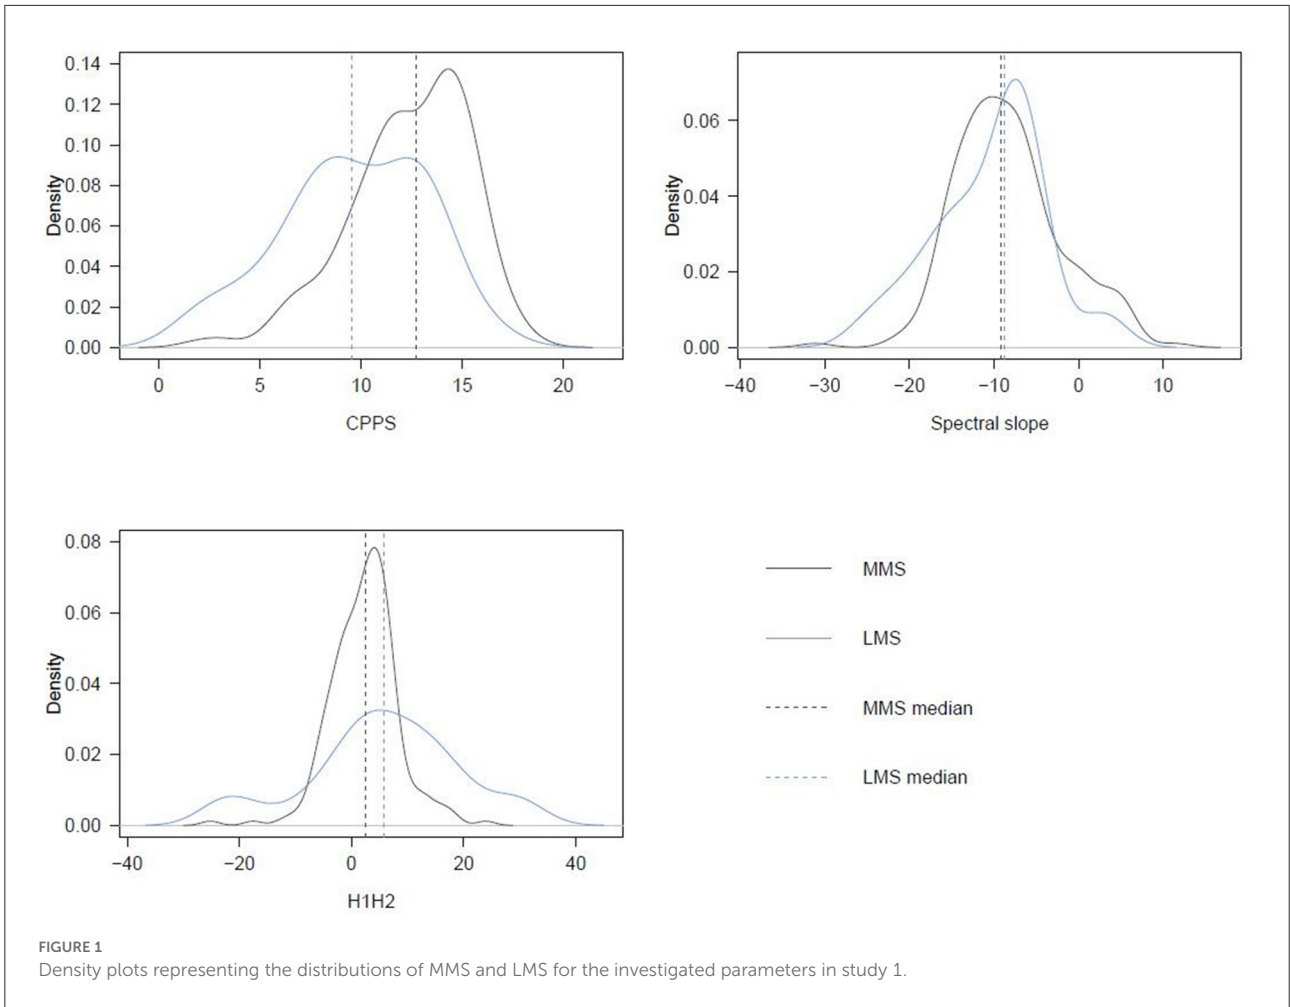 0.14
0.12
0.10
0.08
0.06
0.04
0.02
0.00
Density
0
5
10
15
20
CPPS
0.06
0.04
0.02
0.00
Density
−40
−30
−20
−10
0
10
Spectral slope
0.08
0.06
0.04
0.02
0.00
Density
−40
−20
0
20
40
H1H2
MMS
LMS
MMS median
LMS median
FIGURE 1
Density plots representing the distributions of MMS and LMS for the investigated parameters in study 1.